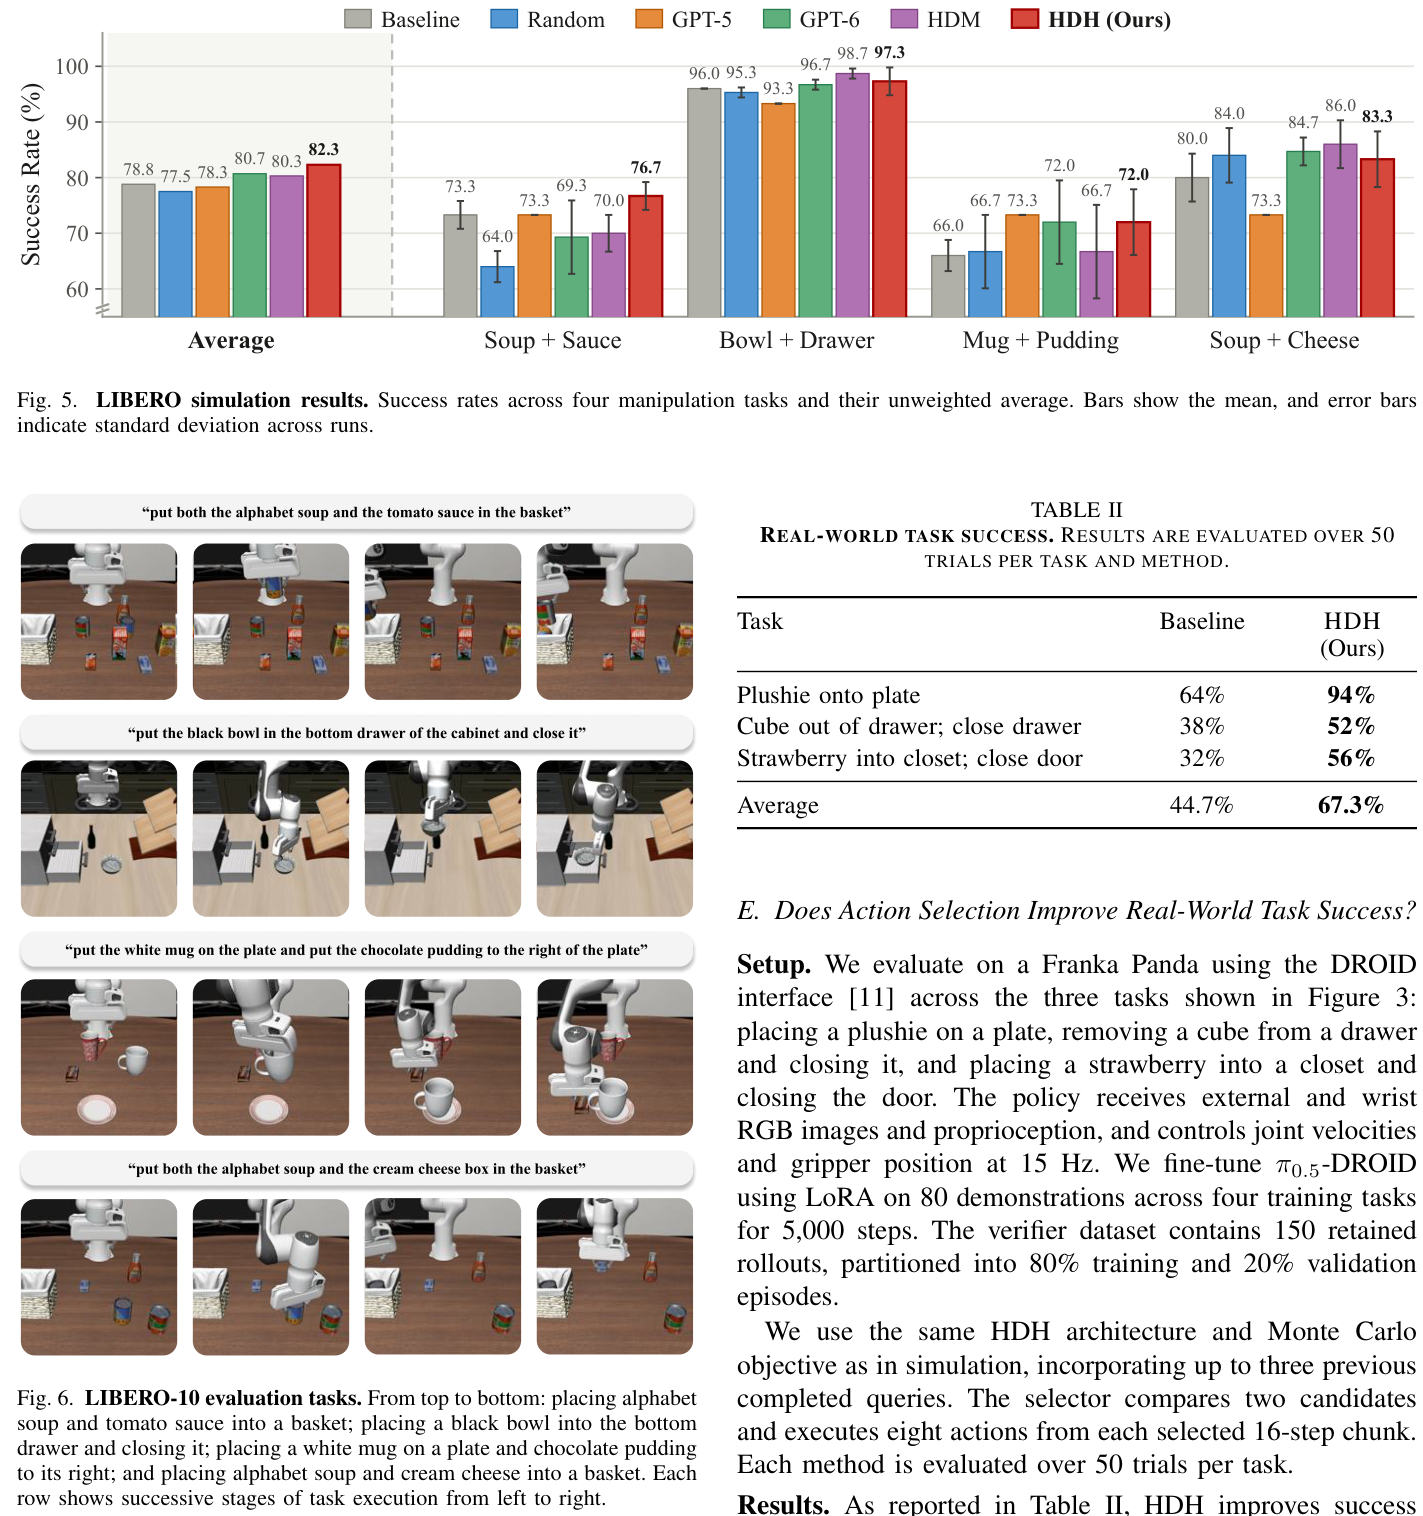 Baseline Random GPT-5 GPT-6 HDM HDH (Ours)
Success Rate (%)
100
90
80
70
60
78.8 77.5 78.3 80.7 80.3 82.3
73.3 64.0 73.3 69.3 70.0 76.7
96.0 95.3 93.3 96.7 98.7 97.3
66.0 66.7 73.3 72.0 66.7 72.0
80.0 84.0 73.3 84.7 86.0 83.3
Average Soup + Sauce Bowl + Drawer Mug + Pudding Soup + Cheese
Fig. 5. LIBERO simulation results. Success rates across four manipulation tasks and their unweighted average. Bars show the mean, and error bars
indicate standard deviation across runs.
“put both the alphabet soup and the tomato sauce in the basket”
“put the black bowl in the bottom drawer of the cabinet and close it”
“put the white mug on the plate and put the chocolate pudding to the right of the plate”
“put both the alphabet soup and the cream cheese box in the basket”
Fig. 6. LIBERO-10 evaluation tasks. From top to bottom: placing alphabet
soup and tomato sauce into a basket; placing a black bowl into the bottom
drawer and closing it; placing a white mug on a plate and chocolate pudding
to its right; and placing alphabet soup and cream cheese into a basket. Each
row shows successive stages of task execution from left to right.
TABLE II
REAL-WORLD TASK SUCCESS. RESULTS ARE EVALUATED OVER 50
TRIALS PER TASK AND METHOD.
Task Baseline HDH
(Ours)
Plushie onto plate 64% 94%
Cube out of drawer; close drawer 38% 52%
Strawberry into closet; close door 32% 56%
Average 44.7% 67.3%
E. Does Action Selection Improve Real-World Task Success?
Setup. We evaluate on a Franka Panda using the DROID
interface [11] across the three tasks shown in Figure 3:
placing a plushie on a plate, removing a cube from a drawer
and closing it, and placing a strawberry into a closet and
closing the door. The policy receives external and wrist
RGB images and proprioception, and controls joint velocities
and gripper position at 15 Hz. We fine-tune π0.5-DROID
using LoRA on 80 demonstrations across four training tasks
for 5,000 steps. The verifier dataset contains 150 retained
rollouts, partitioned into 80% training and 20% validation
episodes.
We use the same HDH architecture and Monte Carlo
objective as in simulation, incorporating up to three previous
completed queries. The selector compares two candidates
and executes eight actions from each selected 16-step chunk.
Each method is evaluated over 50 trials per task.
Results. As reported in Table II, HDH improves success